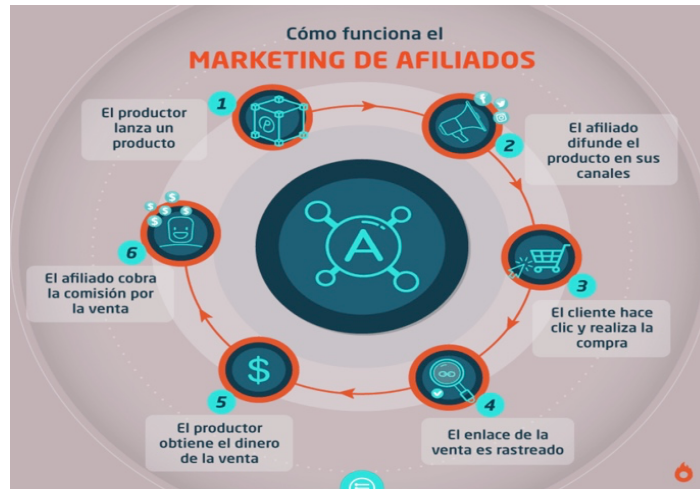 Cómo funciona el
MARKETING DE AFILIADOS
1
El productor
lanza un
producto
2
El afiliado
difunde el
producto en sus
canales
3
El cliente hace
clic y realiza la
compra
4
El enlace de la
venta es rastreado
5
El productor
obtiene el dinero
de la venta
6
El afiliado cobra
la comisión por
la venta
A
$